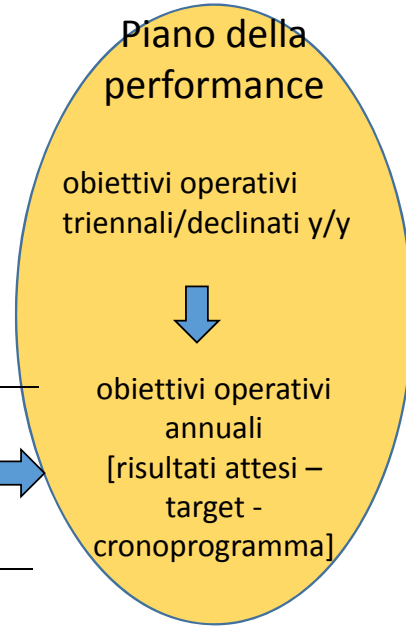 Piano della
performance
obiettivi operativi
triennali/declinati y/y
obiettivi operativi
annuali
[risultati attesi –
target -
cronoprogramma]